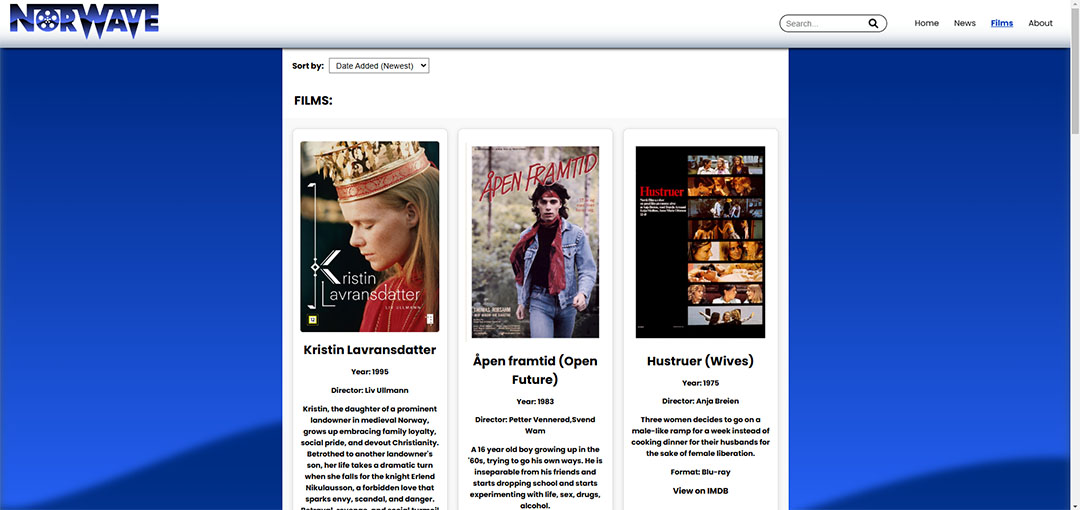 NORWAVE
Search...
Home News Films About
Sort by: Date Added (Newest)
FILMS:
Kristin
Lavransdatter
LIV ULLMANN
12
Kristin Lavransdatter
Year: 1995
Director: Liv Ullmann
Kristin, the daughter of a prominent
landowner in medieval Norway,
grows up embracing family loyalty,
social pride, and devout Christianity.
Betrothed to another landowner's
son, her life takes a dramatic turn
when she falls for the knight Erlend
Nikulausson, a forbidden love that
sparks envy, scandal, and danger.
Betrayal, revenge, and social turmoil
ÅPEN FRAMTID
Åpen framtid (Open
Future)
Year: 1983
Director: Petter Vennerød,Svend
Wam
A 16 year old boy growing up in the
'60s, trying to go his own ways. He is
inseparable from his friends and
starts dropping school and starts
experimenting with life, sex, drugs,
alcohol.
Hustruer
Hustruer (Wives)
Year: 1975
Director: Anja Breien
Three women decides to go on a
male-like ramp for a week instead of
cooking dinner for their husbands for
the sake of female liberation.
Format: Blu-ray
View on IMDB